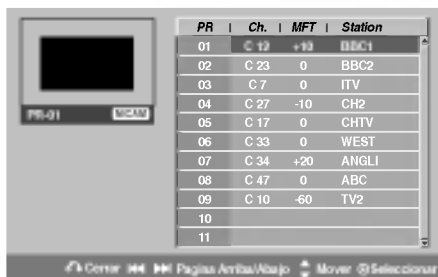 PR | Ch. | MFT | Station
01 C 12 +10 BBC1
02 C 23 0 BBC2
03 C 7 0 ITV
04 C 27 -10 CH2
05 C 17 0 CHTV
06 C 33 0 WEST
07 C 34 +20 ANGLI
08 C 47 0 ABC
09 C 10 -60 TV2
10
11
PR-01 NICAM
Cerrar Pagina Arriba/Abajo Mover Seleccionar